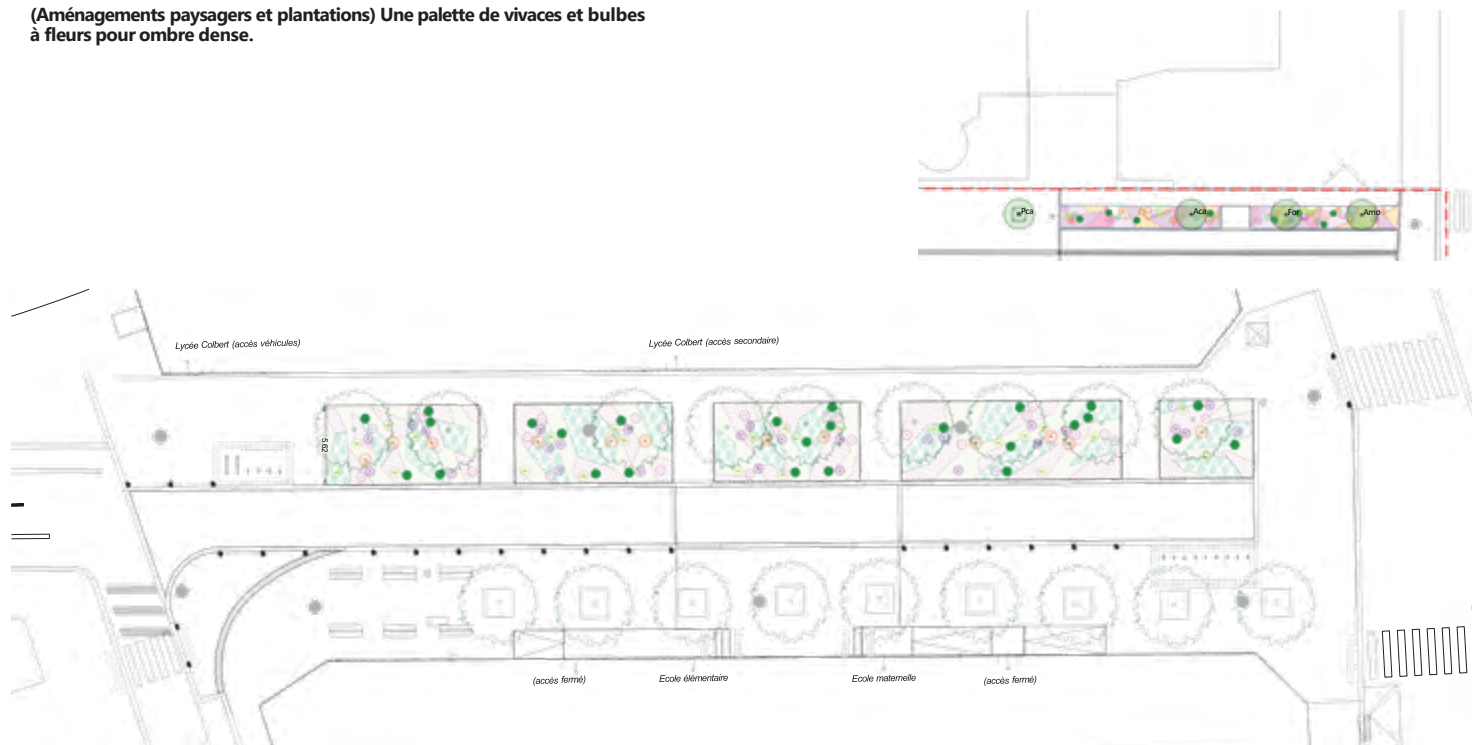 (Aménagements paysagers et plantations) Une palette de vivaces et bulbes
à fleurs pour ombre dense.
Pca
Aca
For
Amo
Lycée Colbert (accès véhicules)
Lycée Colbert (accès secondaire)
5.62
(accès fermé)
Ecole élémentaire
Ecole maternelle
(accès fermé)